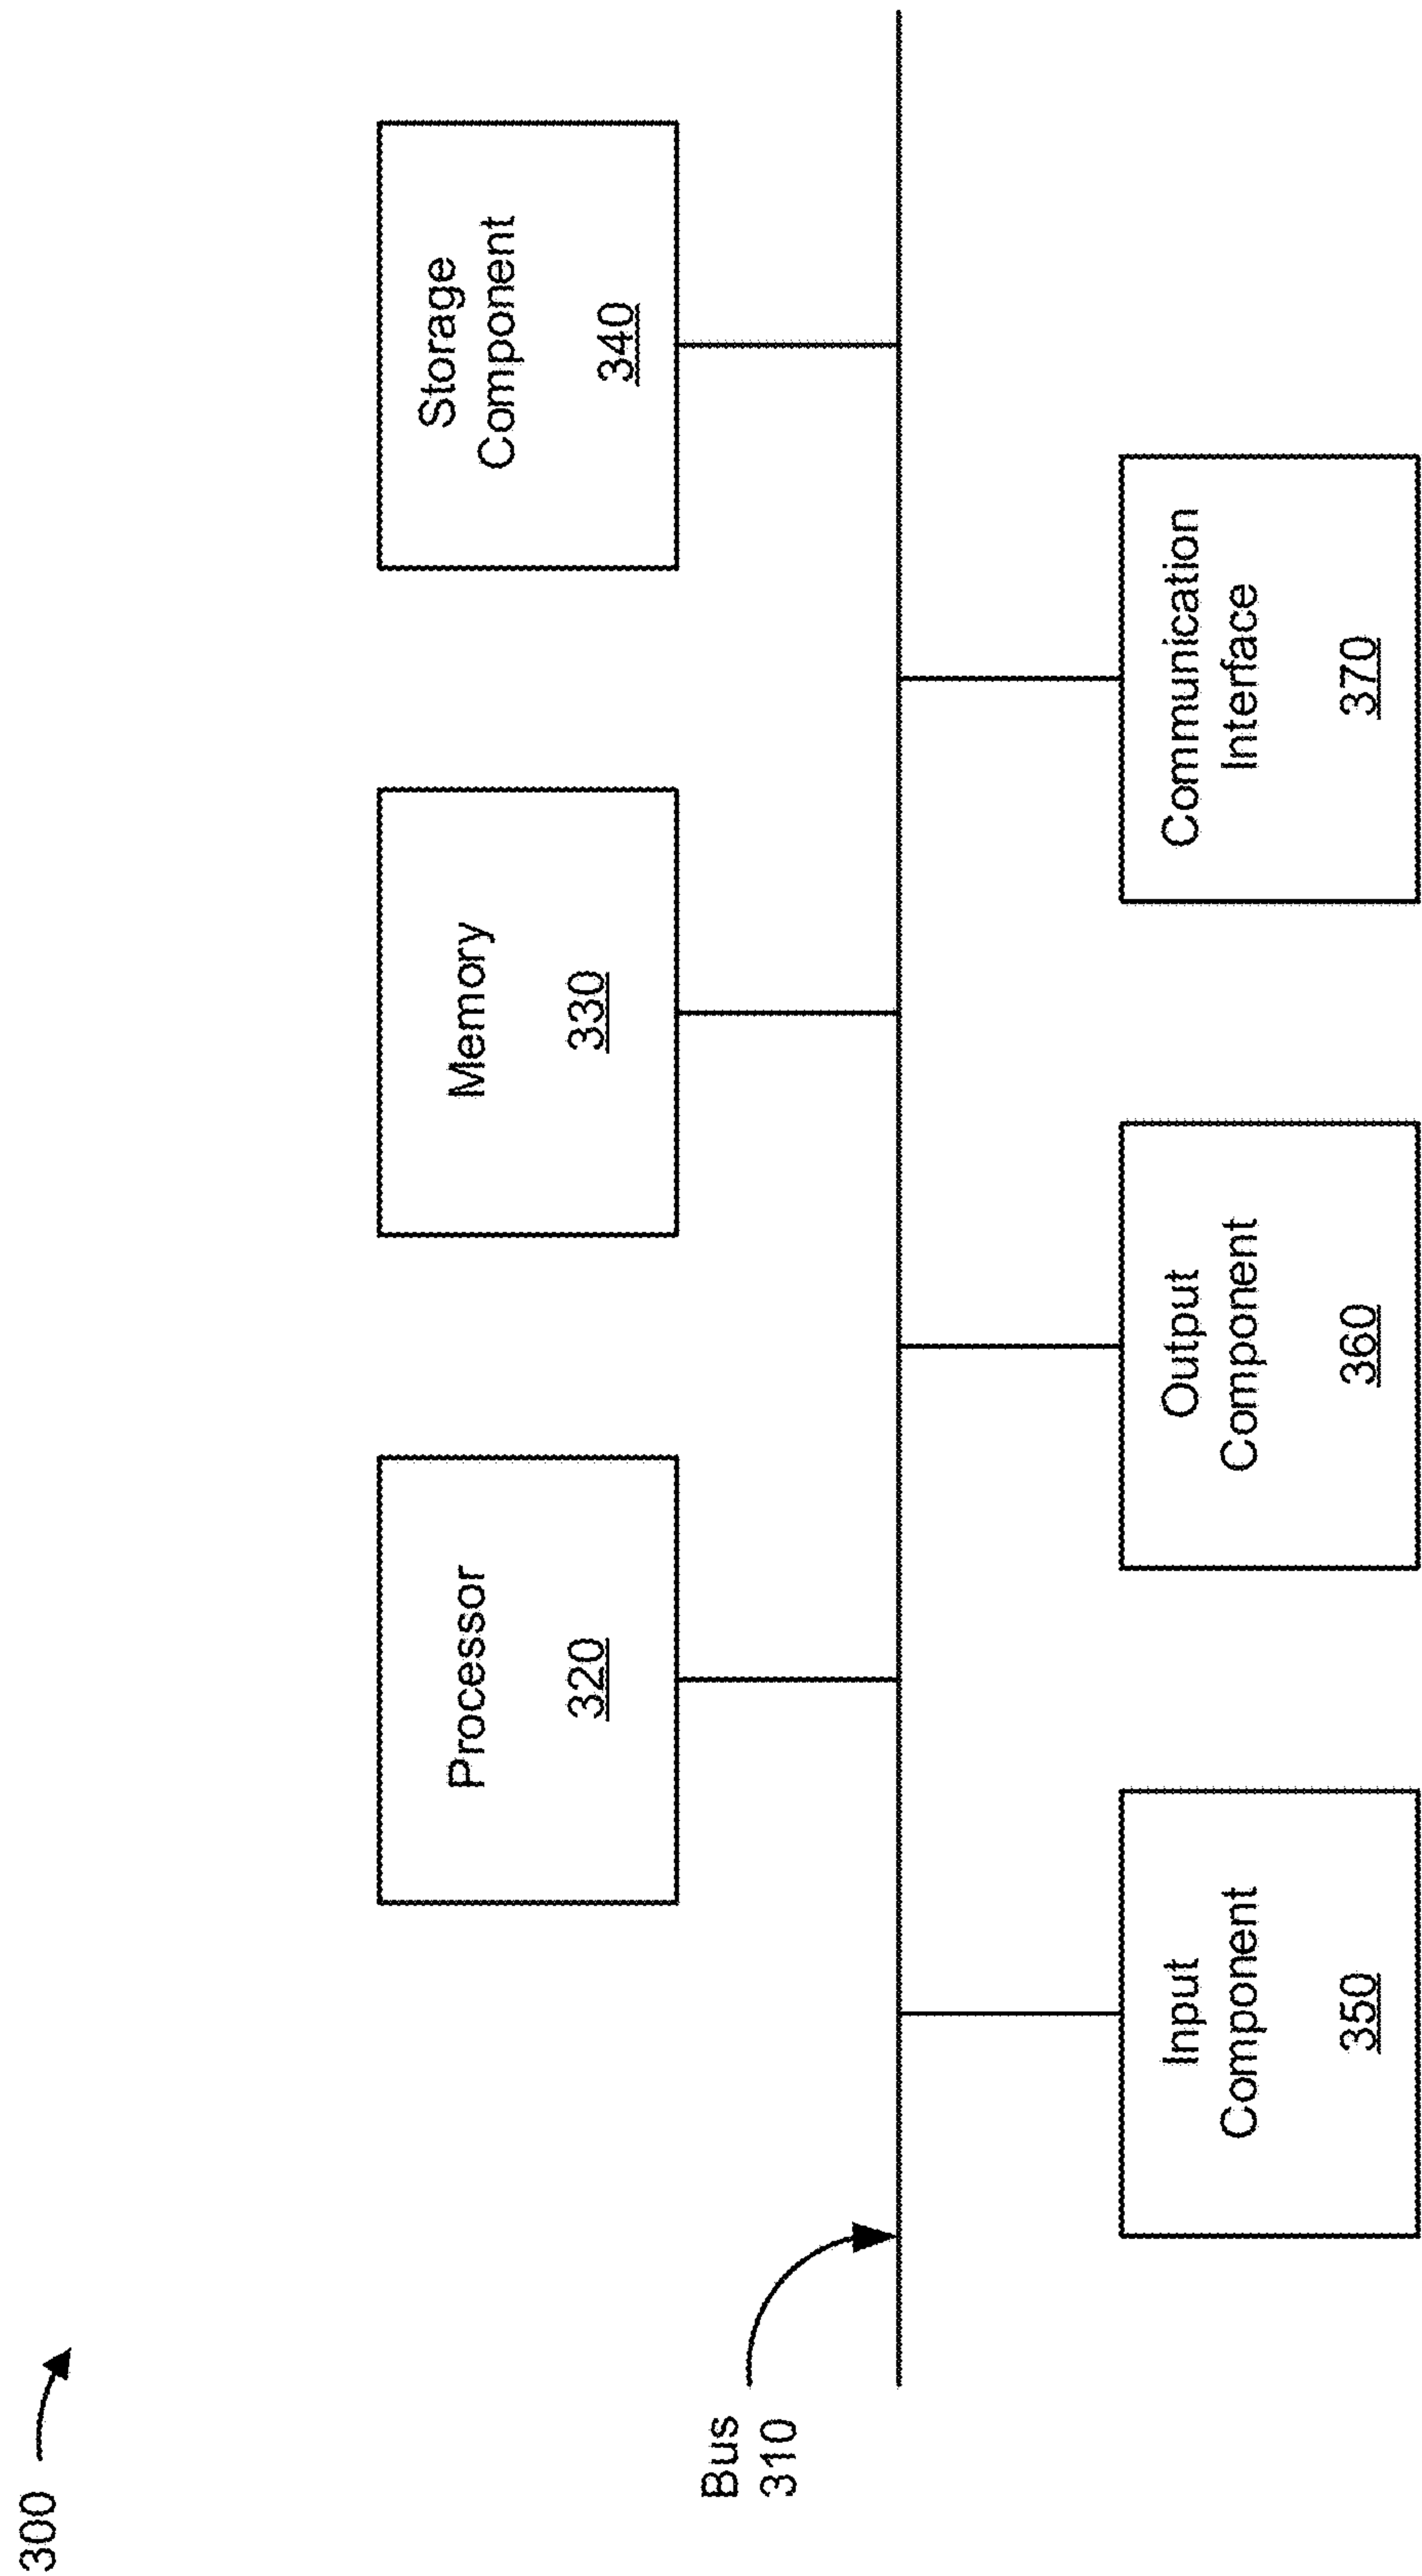 300
Processor
320
Memory
330
Storage
Component
340
Bus
310
Input
Component
350
Output
Component
360
Communication
Interface
370